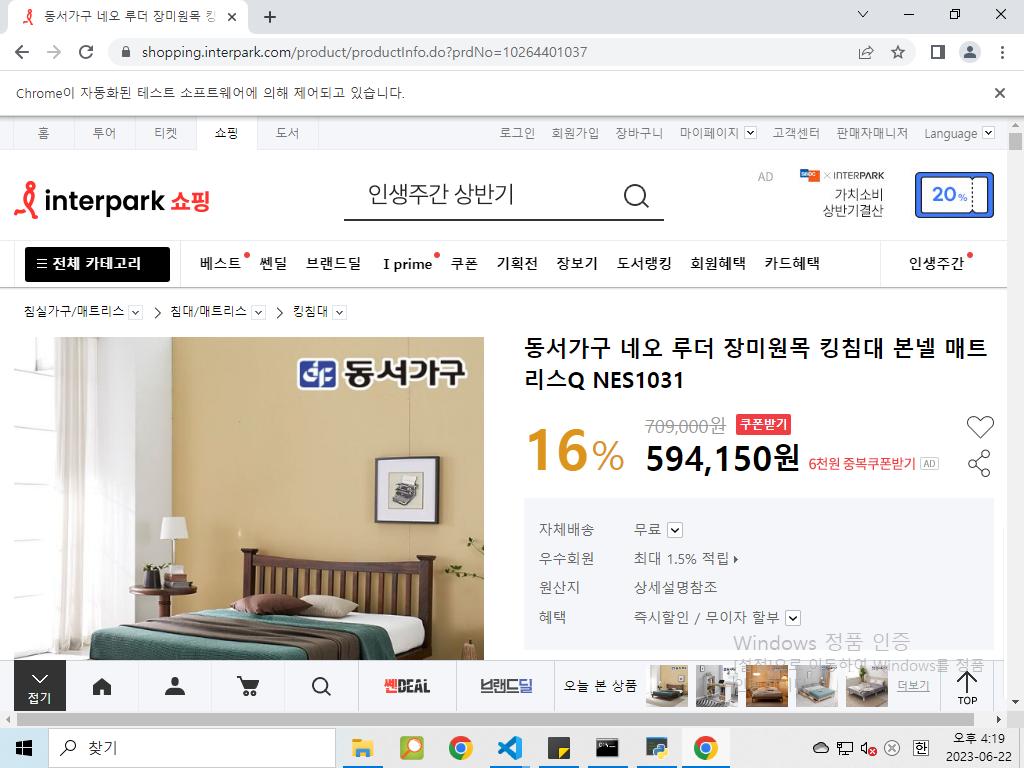 동서가구 네오 루더 장미원목 킹
shopping.interpark.com/product/productInfo.do?prdNo=10264401037
Chrome이 자동화된 테스트 소프트웨어에 의해 제어되고 있습니다.
홈 투어 티켓 쇼핑 도서 로그인 회원가입 장바구니 마이페이지 고객센터 판매자매니저 Language
interpark 쇼핑
인생주간 상반기
AD
× INTERPARK
가치소비
상반기결산
20%
전체 카테고리 베스트 쎈딜 브랜드딜 I prime 쿠폰 기획전 장보기 도서랭킹 회원혜택 카드혜택 인생주간
침실가구/매트리스 침대/매트리스 킹침대
동서가구
동서가구 네오 루더 장미원목 킹침대 본넬 매트
리스Q NES1031
16%
709,000원 쿠폰받기
594,150원 6천원 중복쿠폰받기 AD
자체배송 무료
우수회원 최대 1.5% 적립
원산지 상세설명참조
혜택 즉시할인 / 무이자 할부
Windows 정품 인증
[설정]으로 이동하여 Windows를 정품
접기
쎈DEAL 브랜드딜 오늘 본 상품 더보기
TOP
찾기
한
오후 4:19
2023-06-22